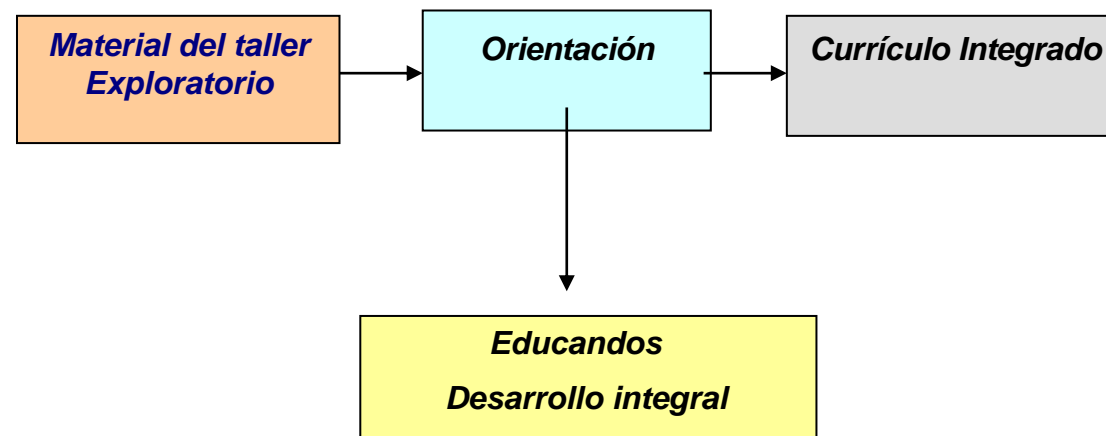 Material del taller
Exploratorio
Orientación
Currículo Integrado
Educandos
Desarrollo integral